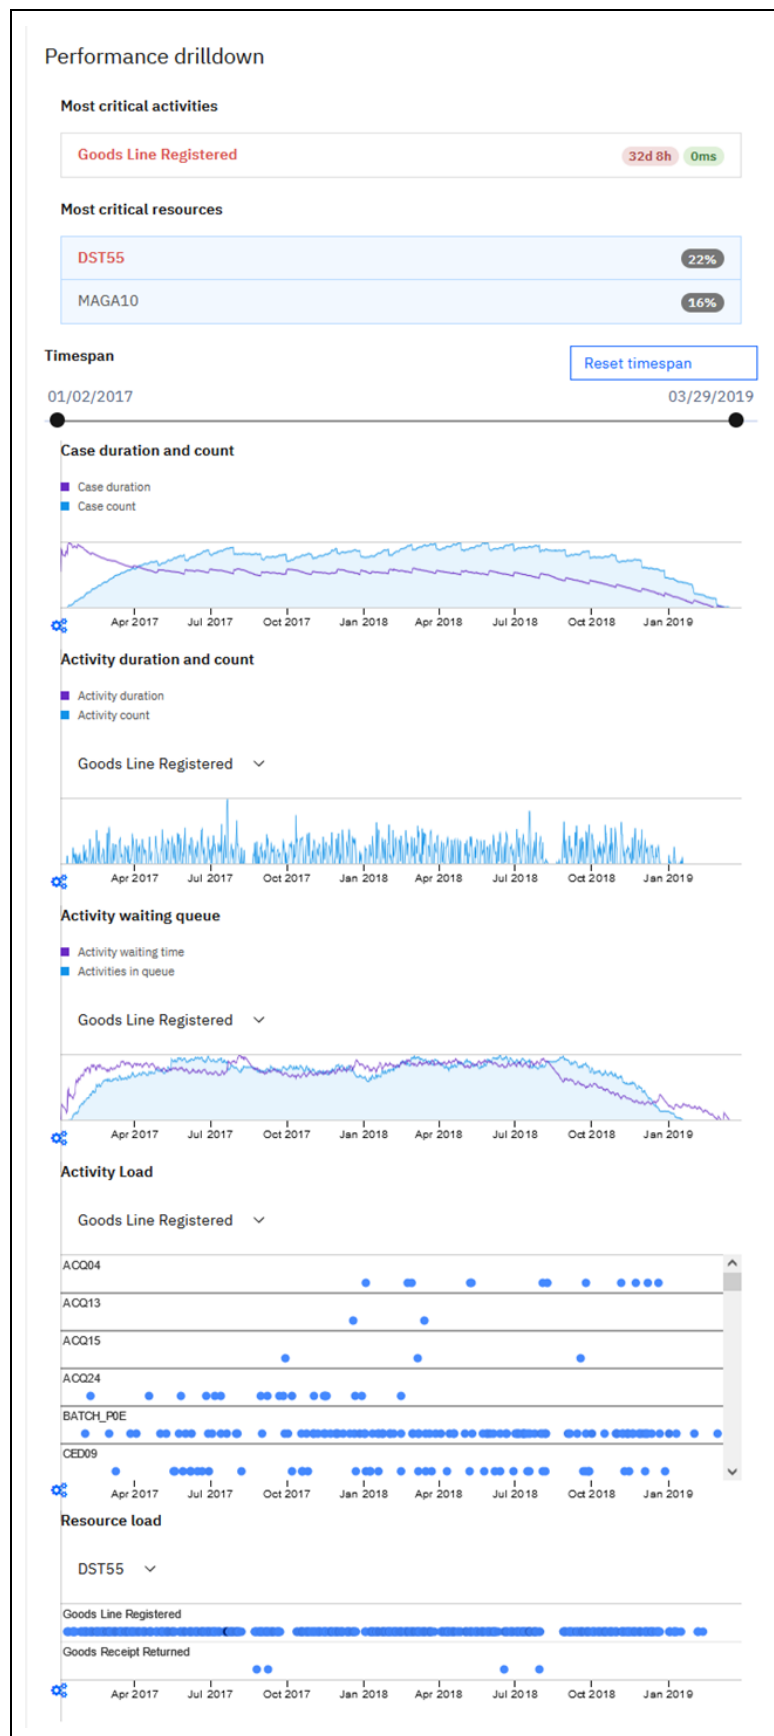 Performance drilldown
Most critical activities
Goods Line Registered 32d 8h 0ms
Most critical resources
DST55 22%
MAGA10 16%
Timespan Reset timespan
01/02/2017 03/29/2019
Case duration and count
Case duration
Case count
Apr 2017 Jul 2017 Oct 2017 Jan 2018 Apr 2018 Jul 2018 Oct 2018 Jan 2019
Activity duration and count
Activity duration
Activity count
Goods Line Registered
Apr 2017 Jul 2017 Oct 2017 Jan 2018 Apr 2018 Jul 2018 Oct 2018 Jan 2019
Activity waiting queue
Activity waiting time
Activities in queue
Goods Line Registered
Apr 2017 Jul 2017 Oct 2017 Jan 2018 Apr 2018 Jul 2018 Oct 2018 Jan 2019
Activity Load
Goods Line Registered
ACQ04
ACQ13
ACQ15
ACQ24
BATCH_P0E
CED09
Apr 2017 Jul 2017 Oct 2017 Jan 2018 Apr 2018 Jul 2018 Oct 2018 Jan 2019
Resource load
DST55
Goods Line Registered
Goods Receipt Returned
Apr 2017 Jul 2017 Oct 2017 Jan 2018 Apr 2018 Jul 2018 Oct 2018 Jan 2019